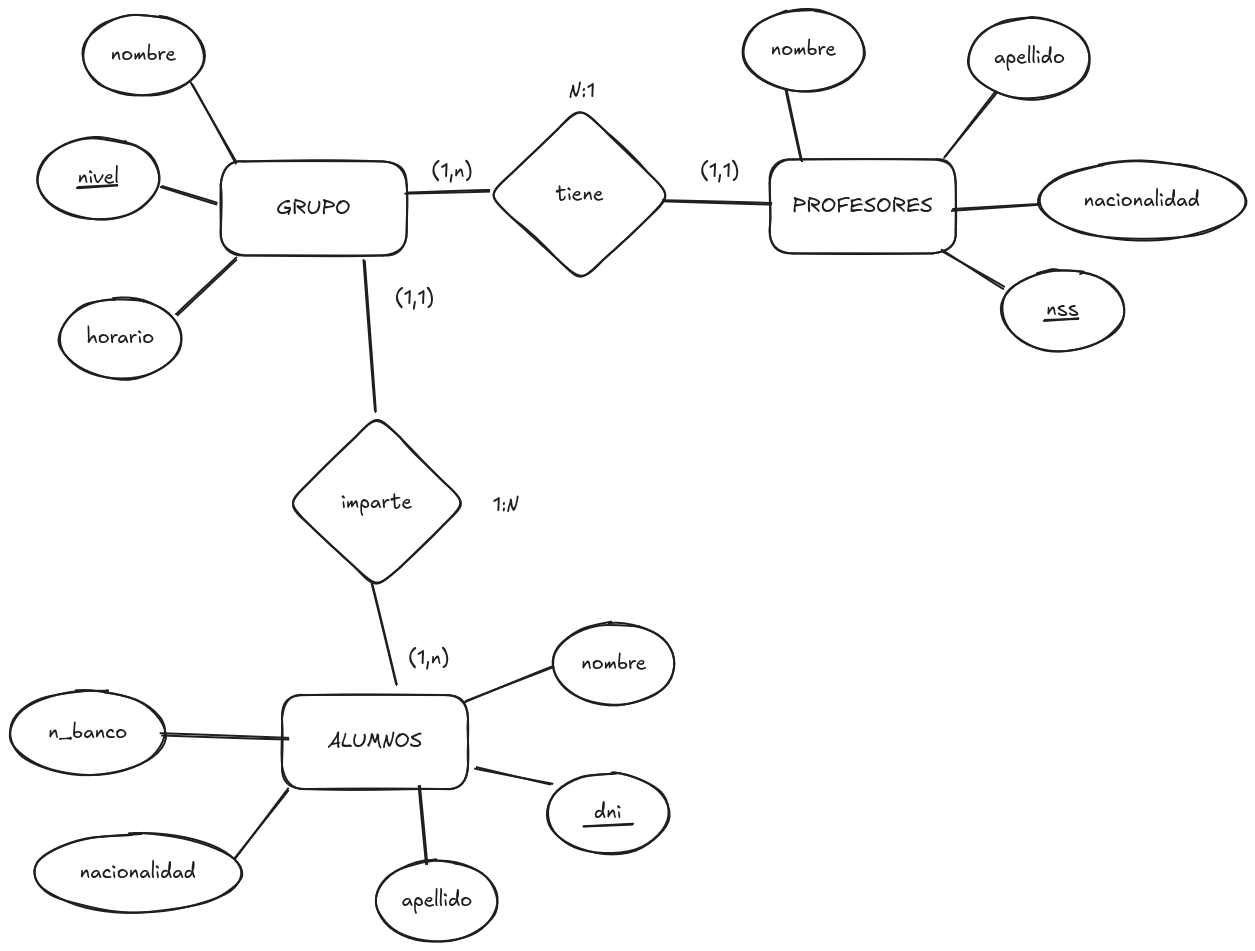 nombre
nombre
apellido
N:1
(1,n)
(1,1)
nivel
tiene
nacionalidad
GRUPO
PROFESORES
(1,1)
nss
horario
imparte
1:N
(1,n)
nombre
n_banco
ALUMNOS
dni
nacionalidad
apellido